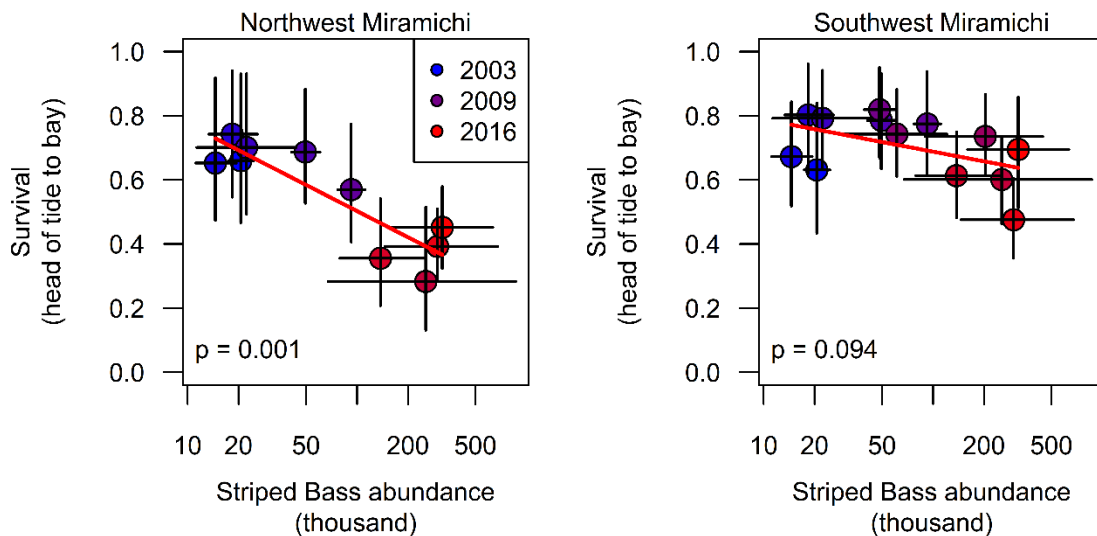 Northwest Miramichi
1.0
0.8
0.6
0.4
0.2
0.0
Survival
(head of tide to bay)
2003
2009
2016
p = 0.001
10 20 50 200 500
Striped Bass abundance
(thousand)
Southwest Miramichi
1.0
0.8
0.6
0.4
0.2
0.0
Survival
(head of tide to bay)
p = 0.094
10 20 50 200 500
Striped Bass abundance
(thousand)